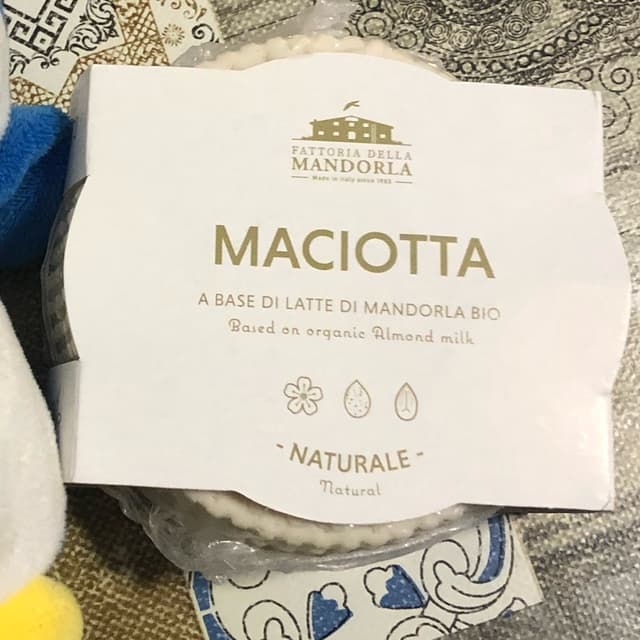 FATTORIA DELLA
MANDORLA
Made in Italy since 1992
MACIOTTA
A BASE DI LATTE DI MANDORLA BIO
Based on organic Almond milk
- NATURALE -
Natural